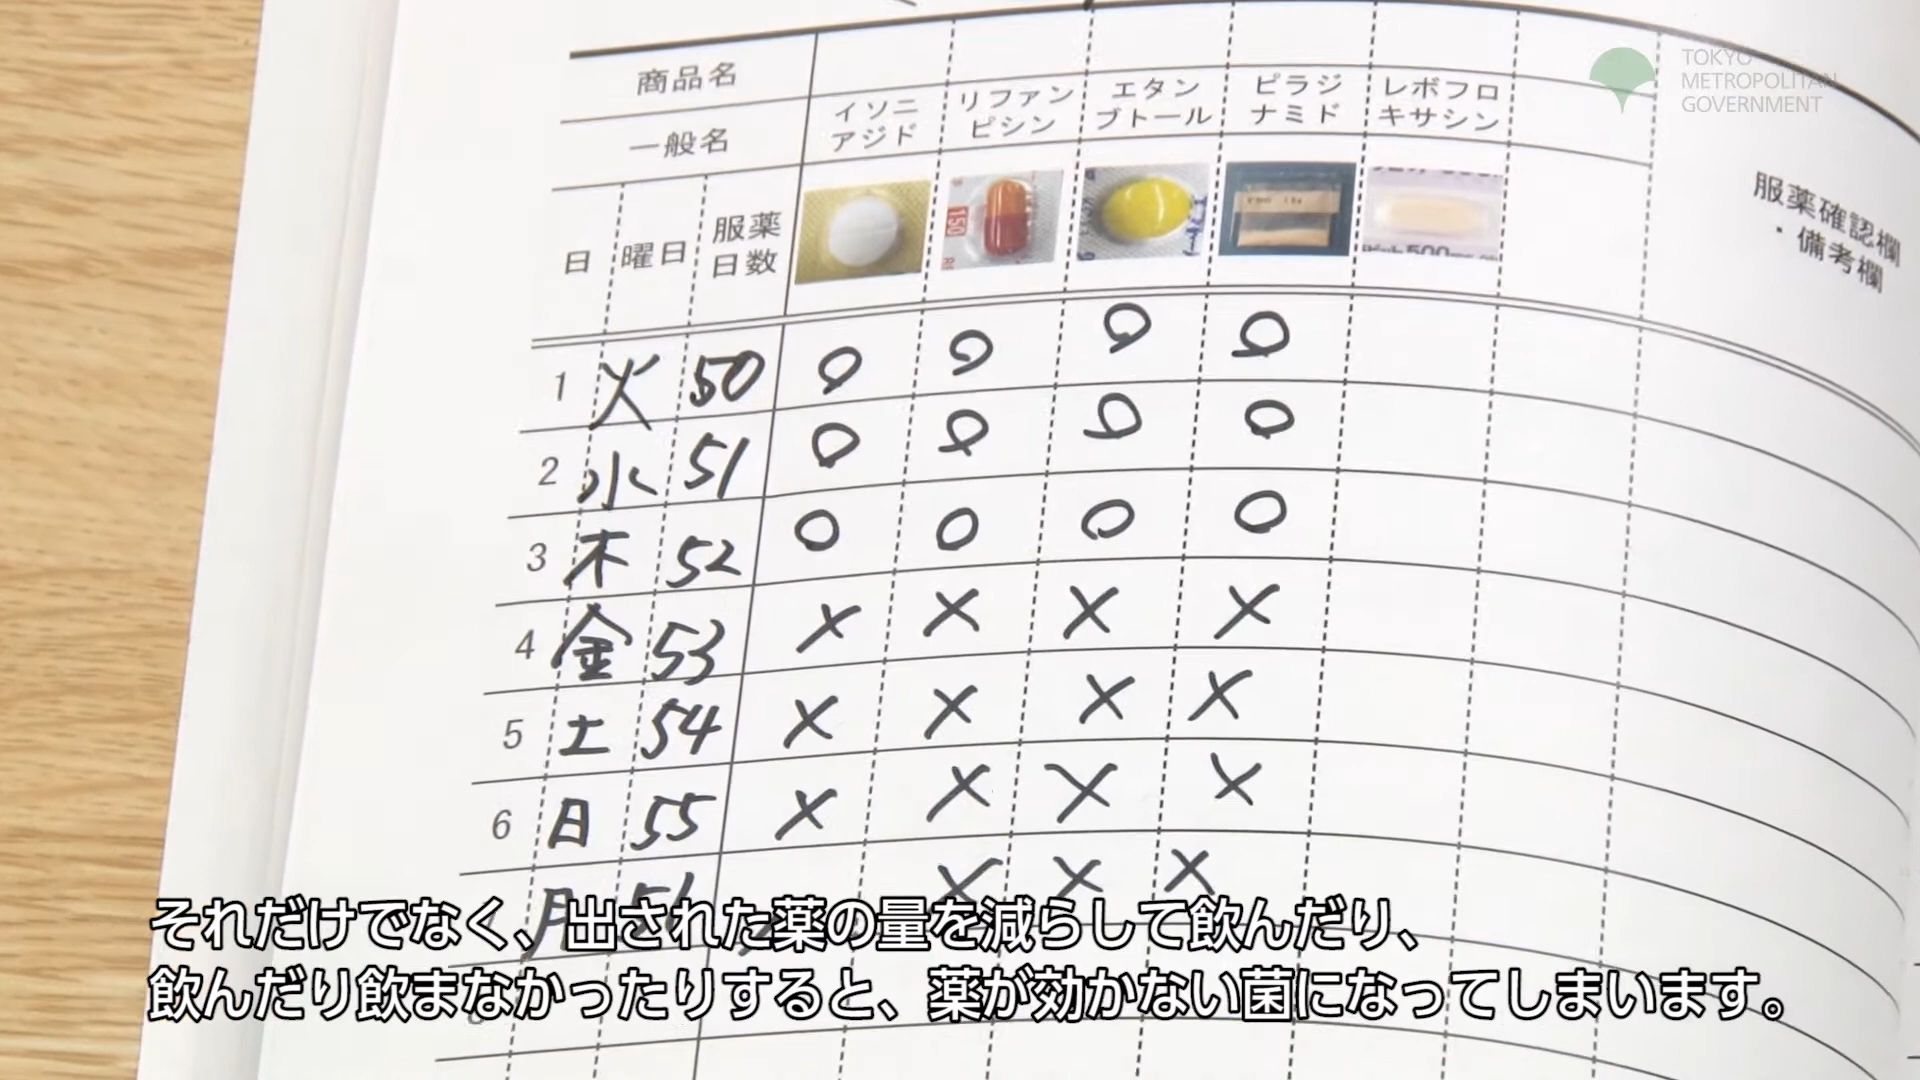 TOKYO
METROPOLITAN
GOVERNMENT
商品名
一般名 イソニアジド リファンピシン エタンブトール ピラジナミド レボフロキサシン
日 曜日 服薬日数 服薬確認欄・備考欄
150
500
1 火 50 O O O O
2 水 51 O O O O
3 木 52 O O O O
4 金 53 × × × ×
5 土 54 × × × ×
6 日 55 × × × ×
月 56 × × ×
それだけでなく、出された薬の量を減らして飲んだり、
飲んだり飲まなかったりすると、薬が効かない菌になってしまいます。